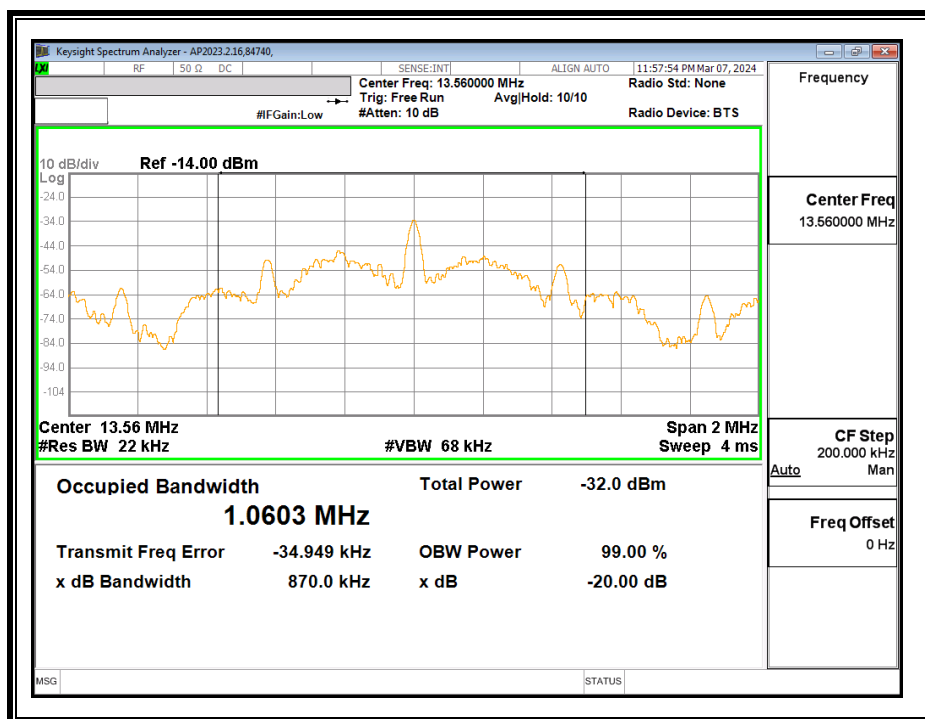 Keysight Spectrum Analyzer - AP2023.2.16,84740,
LXI RF 50 Ω DC SENSE:INT ALIGN AUTO 11:57:54 PM Mar 07, 2024
Center Freq: 13.560000 MHz Radio Std: None
Trig: Free Run Avg|Hold: 10/10
#IFGain:Low #Atten: 10 dB Radio Device: BTS
10 dB/div Ref -14.00 dBm
Log
-24.0
-34.0
-44.0
-54.0
-64.0
-74.0
-84.0
-94.0
-104
Center 13.56 MHz Span 2 MHz
#Res BW 22 kHz #VBW 68 kHz Sweep 4 ms
Occupied Bandwidth Total Power -32.0 dBm
1.0603 MHz
Transmit Freq Error -34.949 kHz OBW Power 99.00 %
x dB Bandwidth 870.0 kHz x dB -20.00 dB
Frequency
Center Freq
13.560000 MHz
CF Step
200.000 kHz
Auto Man
Freq Offset
0 Hz
MSG STATUS